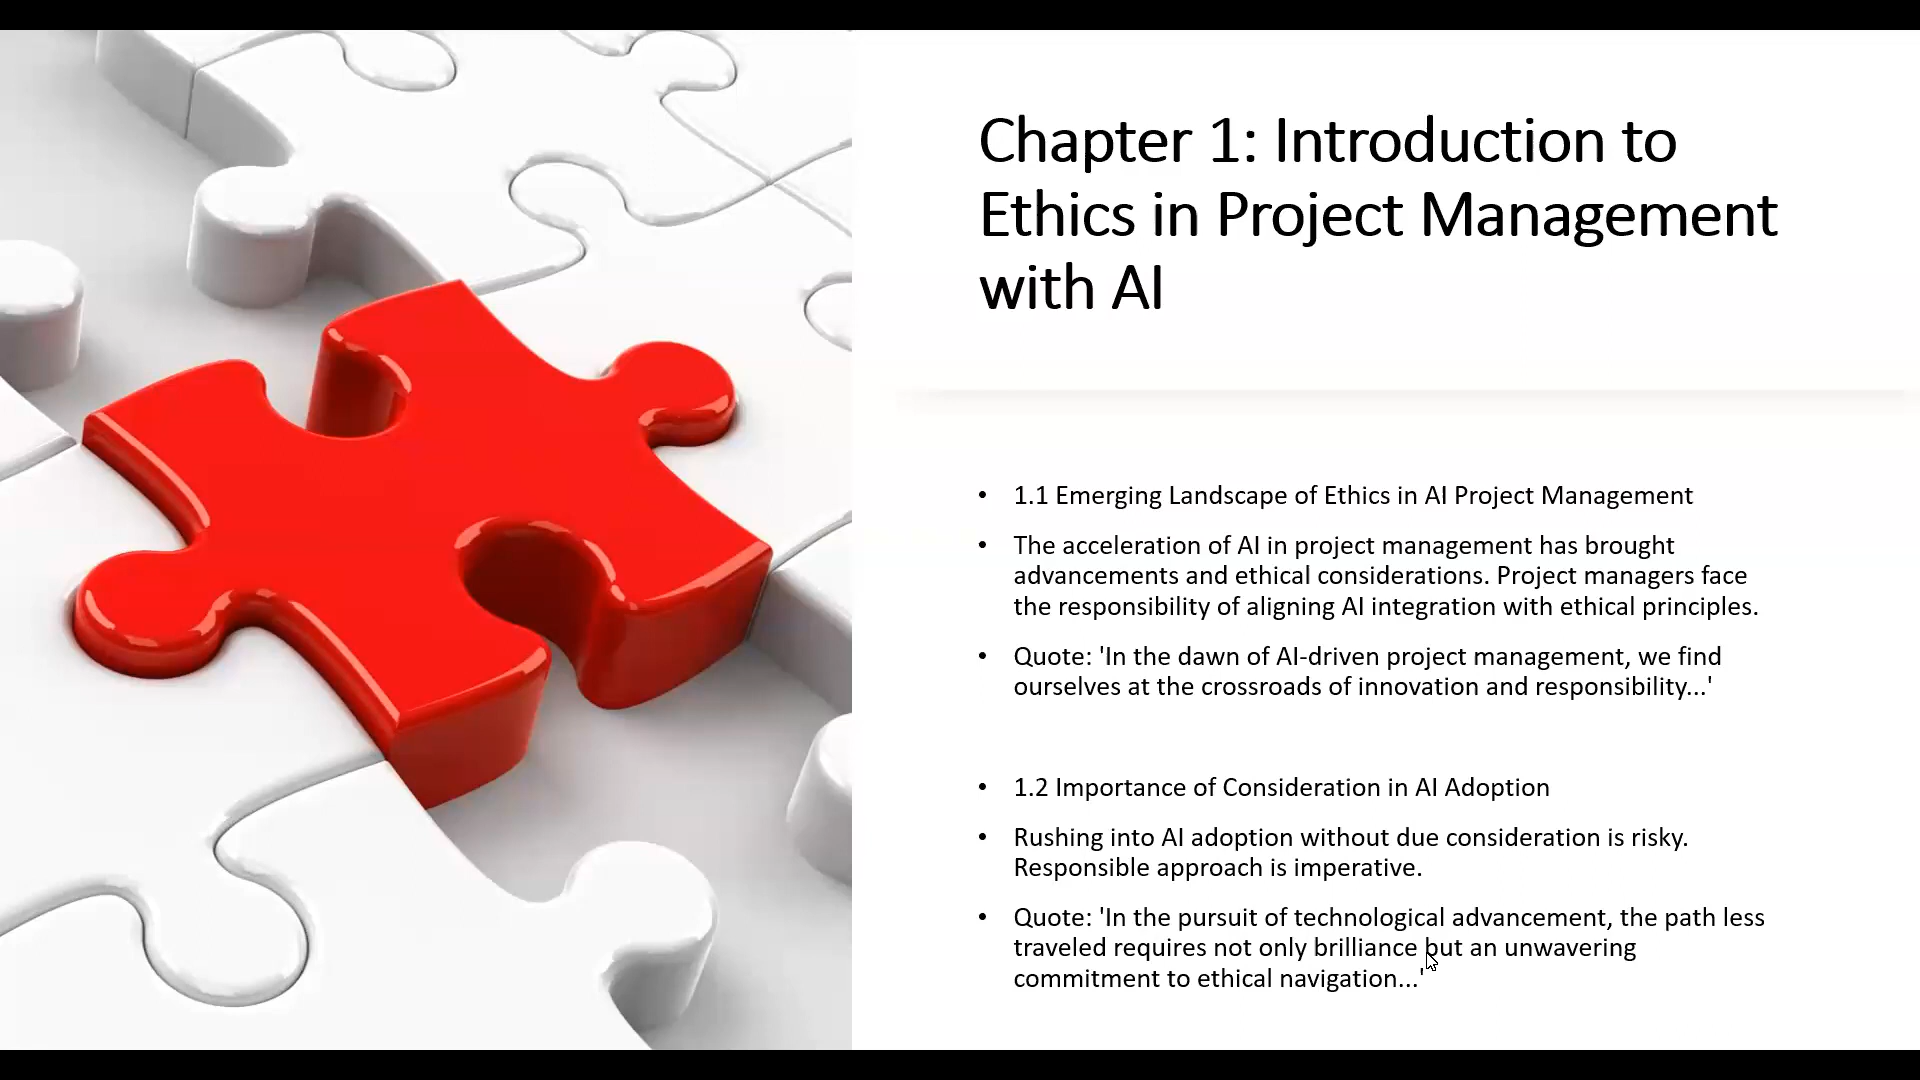 Chapter 1: Introduction to
Ethics in Project Management
with AI
• 1.1 Emerging Landscape of Ethics in AI Project Management
• The acceleration of AI in project management has brought
advancements and ethical considerations. Project managers face
the responsibility of aligning AI integration with ethical principles.
• Quote: 'In the dawn of AI-driven project management, we find
ourselves at the crossroads of innovation and responsibility...'
• 1.2 Importance of Consideration in AI Adoption
• Rushing into AI adoption without due consideration is risky.
Responsible approach is imperative.
• Quote: 'In the pursuit of technological advancement, the path less
traveled requires not only brilliance but an unwavering
commitment to ethical navigation...'